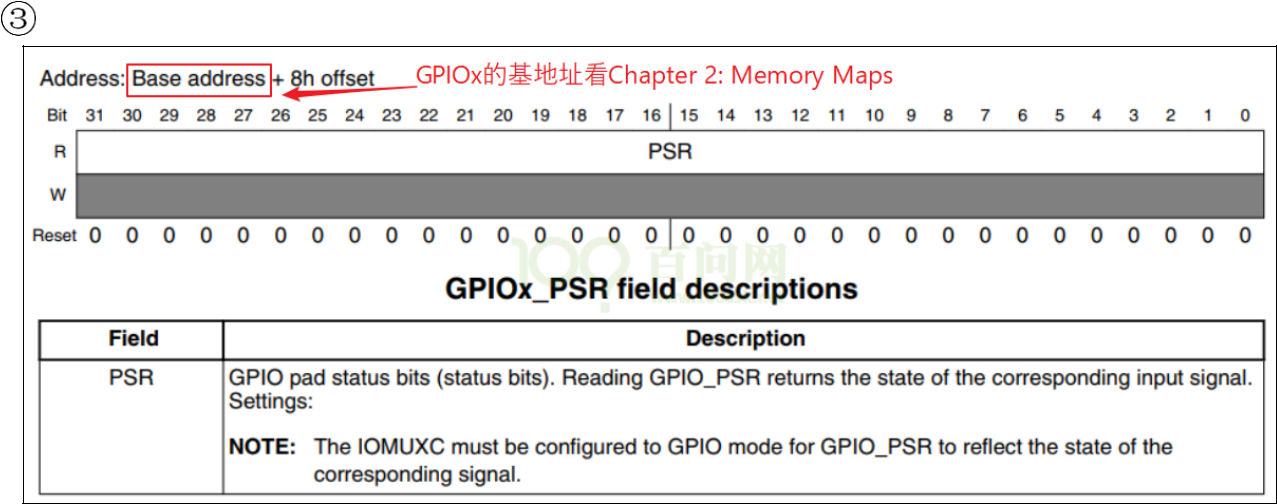 ③
Address: Base address + 8h offset
GPIOx的基地址看Chapter 2: Memory Maps
Bit 31 30 29 28 27 26 25 24 23 22 21 20 19 18 17 16 15 14 13 12 11 10 9 8 7 6 5 4 3 2 1 0
R PSR
W
Reset 0 0 0 0 0 0 0 0 0 0 0 0 0 0 0 0 0 0 0 0 0 0 0 0 0 0 0 0 0 0 0 0
100 百问网
GPIOx_PSR field descriptions
Field Description
PSR GPIO pad status bits (status bits). Reading GPIO_PSR returns the state of the corresponding input signal.
Settings:
NOTE: The IOMUXC must be configured to GPIO mode for GPIO_PSR to reflect the state of the
corresponding signal.